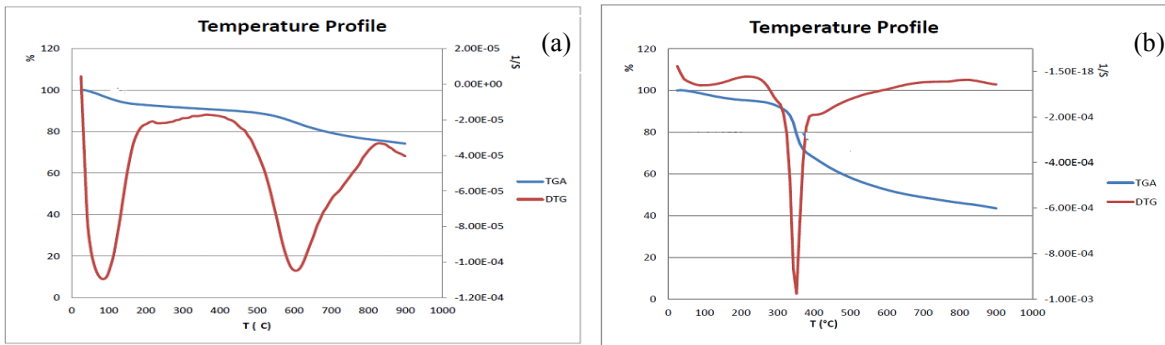 Temperature Profile
(a)
%
1/S
120
100
80
60
40
20
0
2.00E-05
0.00E+00
-2.00E-05
-4.00E-05
-6.00E-05
-8.00E-05
-1.00E-04
-1.20E-04
0 100 200 300 400 500 600 700 800 900 1000
T ( C)
TGA
DTG
Temperature Profile
(b)
%
1/S
120
100
80
60
40
20
0
-1.50E-18
-2.00E-04
-4.00E-04
-6.00E-04
-8.00E-04
-1.00E-03
0 100 200 300 400 500 600 700 800 900 1000
T (°C)
TGA
DTG